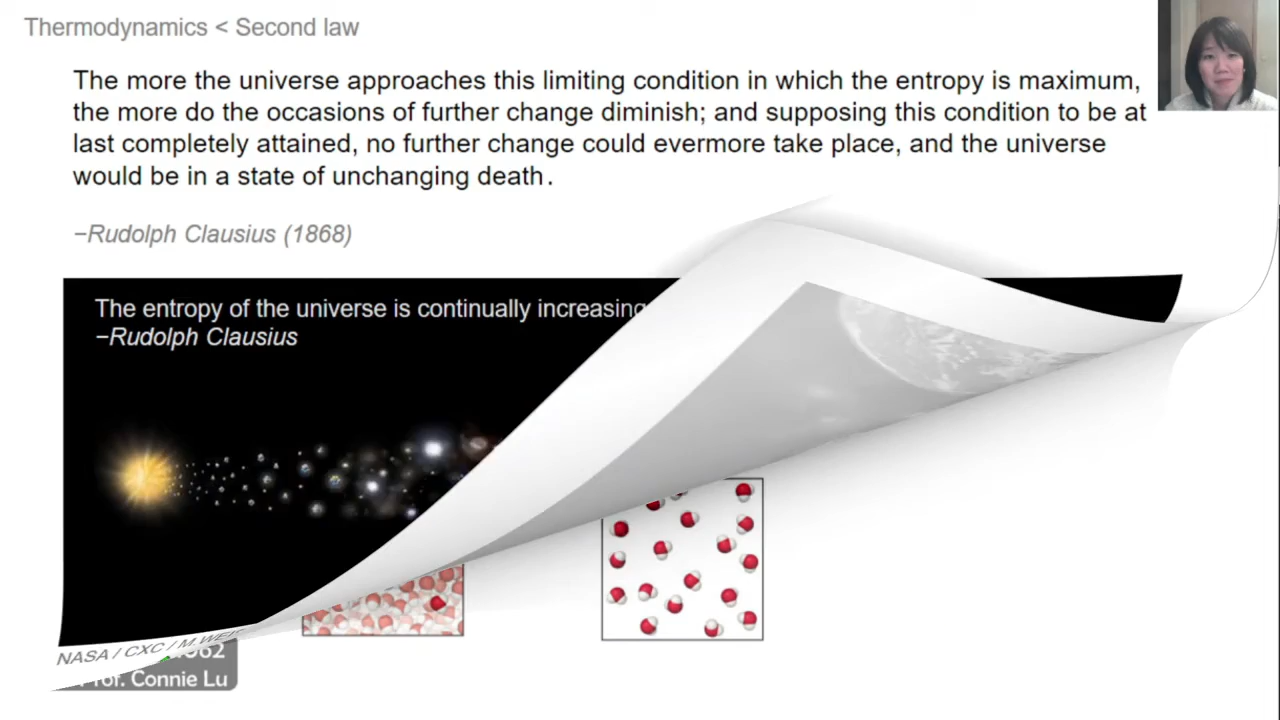 Thermodynamics < Second law
The more the universe approaches this limiting condition in which the entropy is maximum,
the more do the occasions of further change diminish; and supposing this condition to be at
last completely attained, no further change could evermore take place, and the universe
would be in a state of unchanging death.
−Rudolph Clausius (1868)
The entropy of the universe is continually increasing
−Rudolph Clausius
NASA / CXC / M.
Prof. Connie Lu